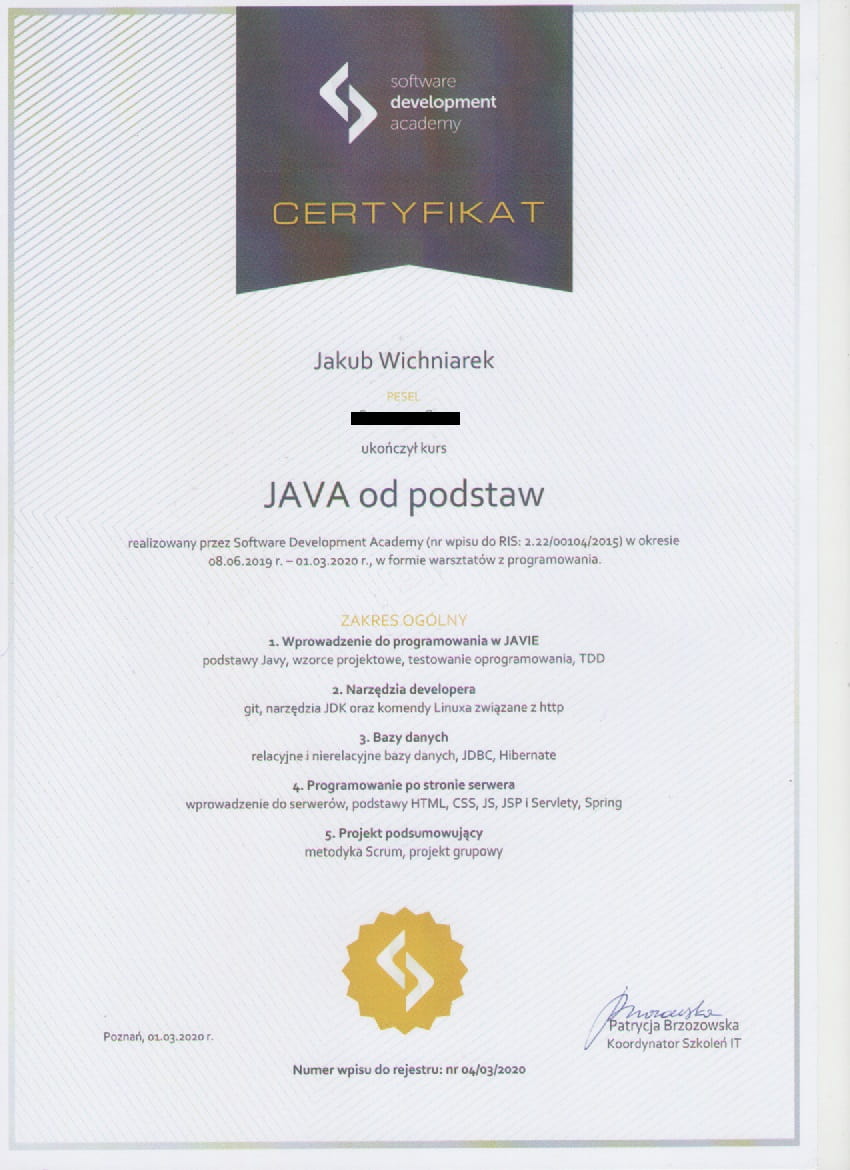 software
development
academy
CERTYFIKAT
Jakub Wichniarek
PESEL
ukończył kurs
JAVA od podstaw
realizowany przez Software Development Academy (nr wpisu do RIS: 2.22/00104/2015) w okresie
08.06.2019 r. – 01.03.2020 r., w formie warsztatów z programowania.
ZAKRES OGÓLNY
1. Wprowadzenie do programowania w JAVIE
podstawy Javy, wzorce projektowe, testowanie oprogramowania, TDD
2. Narzędzia developera
git, narzędzia JDK oraz komendy Linuxa związane z http
3. Bazy danych
relacyjne i nierelacyjne bazy danych, JDBC, Hibernate
4. Programowanie po stronie serwera
wprowadzenie do serwerów, podstawy HTML, CSS, JS, JSP i Servlety, Spring
5. Projekt podsumowujący
metodyka Scrum, projekt grupowy
Poznań, 01.03.2020 r.
Patrycja Brzozowska
Koordynator Szkoleń IT
Numer wpisu do rejestru: nr 04/03/2020